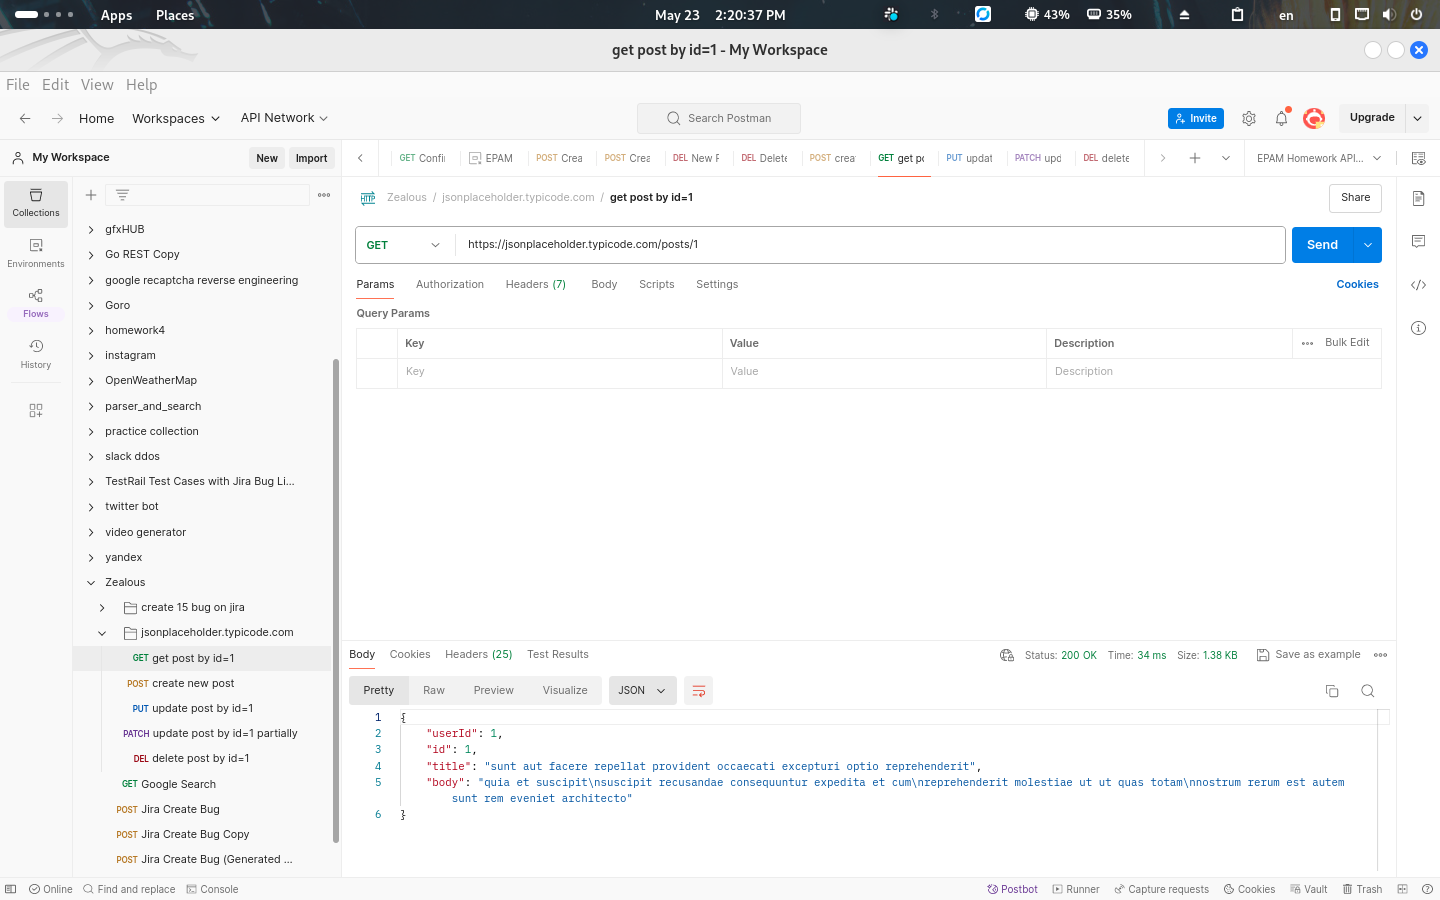 Apps Places May 23 2:20:37 PM 43% 35% en
get post by id=1 - My Workspace
File Edit View Help
Home Workspaces API Network Search Postman Invite Upgrade
My Workspace New Import
GET Confi EPAM POST Crea POST Crea DEL New F DEL Delete POST crea GET get po PUT updat PATCH upd DEL delete EPAM Homework API...
Collections
Environments
Flows
History
gfxHUB
Go REST Copy
google recaptcha reverse engineering
Goro
homework4
instagram
OpenWeatherMap
parser_and_search
practice collection
slack ddos
TestRail Test Cases with Jira Bug Li...
twitter bot
video generator
yandex
Zealous
create 15 bug on jira
jsonplaceholder.typicode.com
GET get post by id=1
POST create new post
PUT update post by id=1
PATCH update post by id=1 partially
DEL delete post by id=1
GET Google Search
POST Jira Create Bug
POST Jira Create Bug Copy
POST Jira Create Bug (Generated ...
HTTP Zealous / jsonplaceholder.typicode.com / get post by id=1 Share
GET https://jsonplaceholder.typicode.com/posts/1 Send
Params Authorization Headers (7) Body Scripts Settings Cookies
Query Params
Key Value Description Bulk Edit
Key Value Description
Body Cookies Headers (25) Test Results Status: 200 OK Time: 34 ms Size: 1.38 KB Save as example
Pretty Raw Preview Visualize JSON
1 {
2 "userId": 1,
3 "id": 1,
4 "title": "sunt aut facere repellat provident occaecati excepturi optio reprehenderit",
5 "body": "quia et suscipit\nsuscipit recusandae consequuntur expedita et cum\nreprehenderit molestiae ut ut quas totam\nnostrum rerum est autem
sunt rem eveniet architecto"
6 }
Online Find and replace Console Postbot Runner Capture requests Cookies Vault Trash